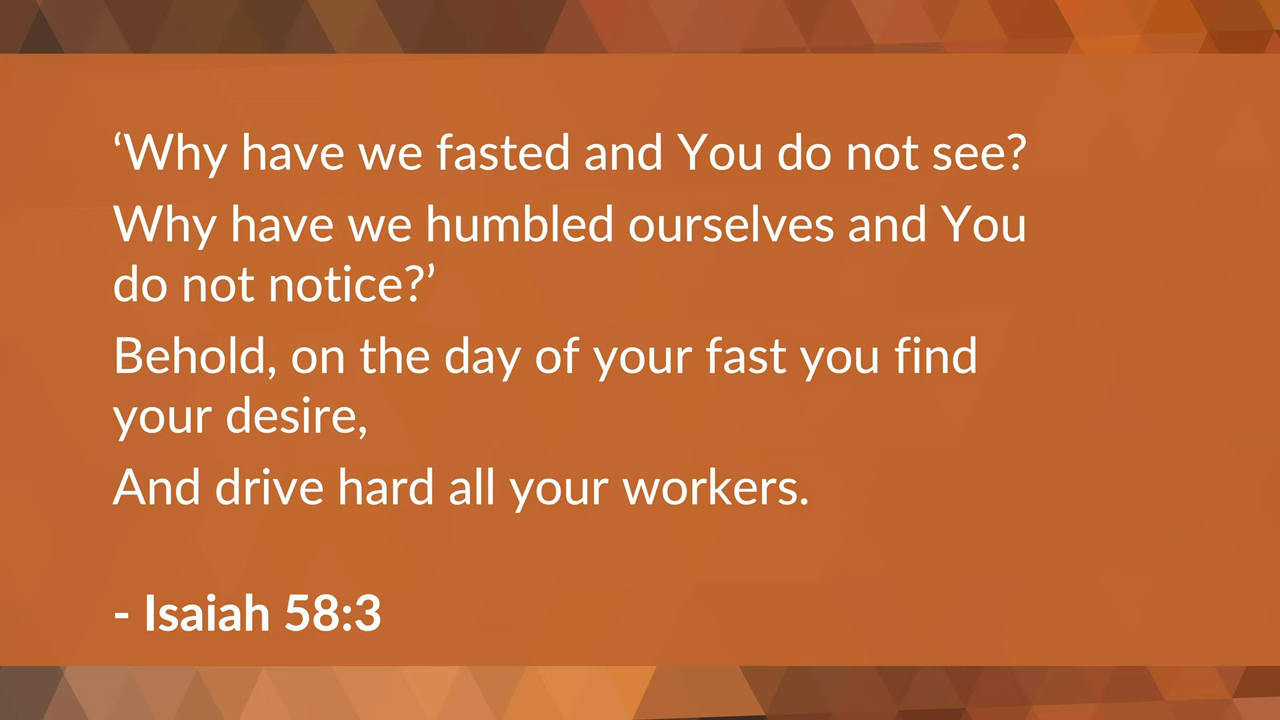 ‘Why have we fasted and You do not see?
Why have we humbled ourselves and You
do not notice?’
Behold, on the day of your fast you find
your desire,
And drive hard all your workers.
- Isaiah 58:3